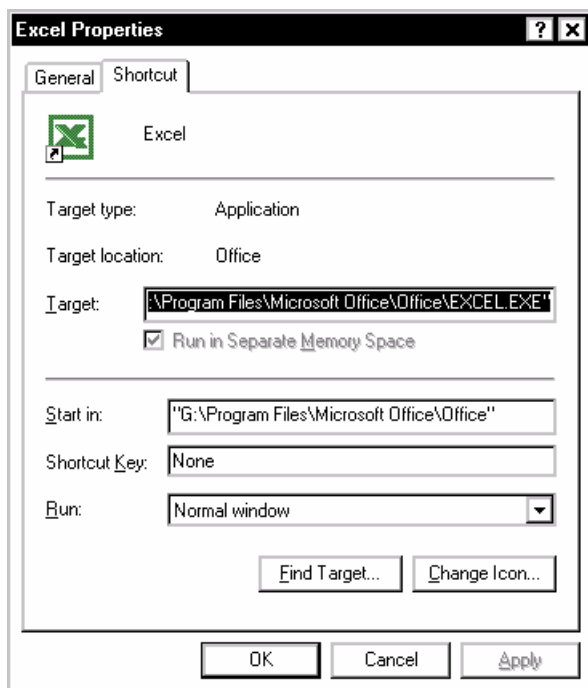 Excel Properties ? X
General Shortcut
Excel
Target type: Application
Target location: Office
Target: :\Program Files\Microsoft Office\Office\EXCEL.EXE"
Run in Separate Memory Space
Start in: "G:\Program Files\Microsoft Office\Office"
Shortcut Key: None
Run: Normal window
Find Target... Change Icon...
OK Cancel Apply